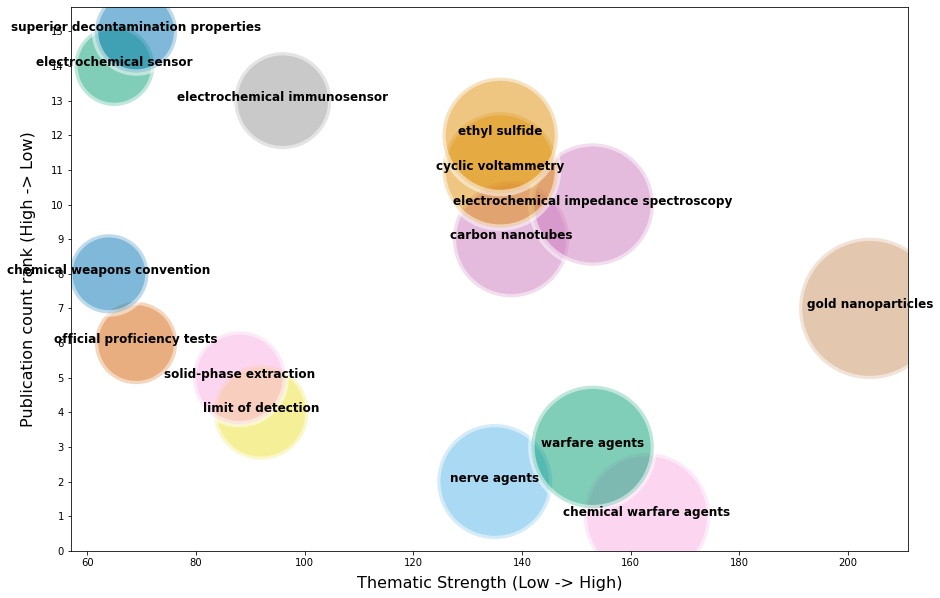 superior decontamination properties
15
electrochemical sensor
14
electrochemical immunosensor
13
ethyl sulfide
12
cyclic voltammetry
11
electrochemical impedance spectroscopy
10
carbon nanotubes
9
chemical weapons convention
8
gold nanoparticles
7
official proficiency tests
6
solid-phase extraction
5
limit of detection
4
warfare agents
3
nerve agents
2
chemical warfare agents
1
0
Publication count rank (High -> Low)
60 80 100 120 140 160 180 200
Thematic Strength (Low -> High)